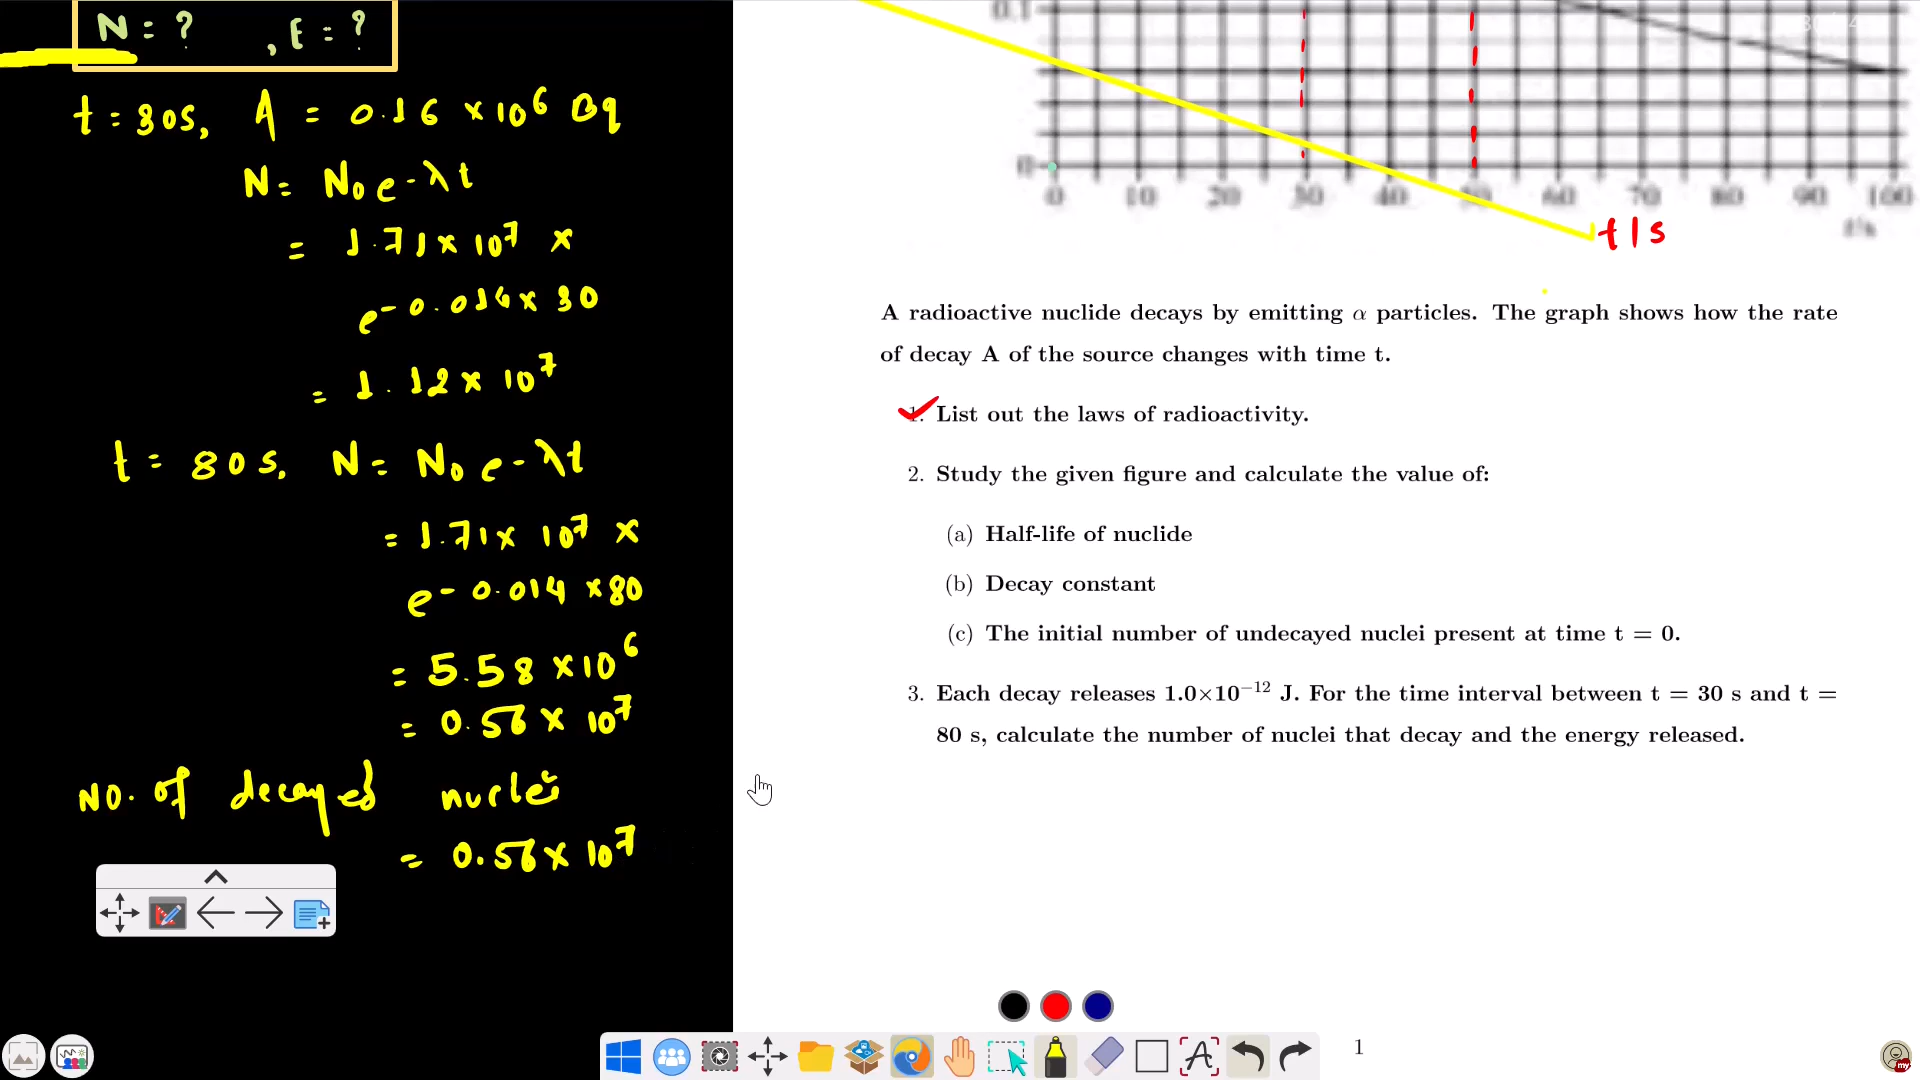 N = ? , E = ?
t = 30s, A = 0.16 × 10⁶ Bq
N = N₀ e-λt
= 1.71 × 10⁷ ×
e-0.014 × 30
= 1.12 × 10⁷
t = 80s, N = N₀ e-λt
= 1.71 × 10⁷ ×
e-0.014 × 80
= 5.58 × 10⁶
= 0.56 × 10⁷
No. of decayed nuclei
= 0.56 × 10⁷
0.1
0
0 10 20 30 40 50 60 70 80 90 100
t/s
t/s
A radioactive nuclide decays by emitting α particles. The graph shows how the rate
of decay A of the source changes with time t.
1. List out the laws of radioactivity.
2. Study the given figure and calculate the value of:
(a) Half-life of nuclide
(b) Decay constant
(c) The initial number of undecayed nuclei present at time t = 0.
3. Each decay releases 1.0×10⁻¹² J. For the time interval between t = 30 s and t =
80 s, calculate the number of nuclei that decay and the energy released.
1